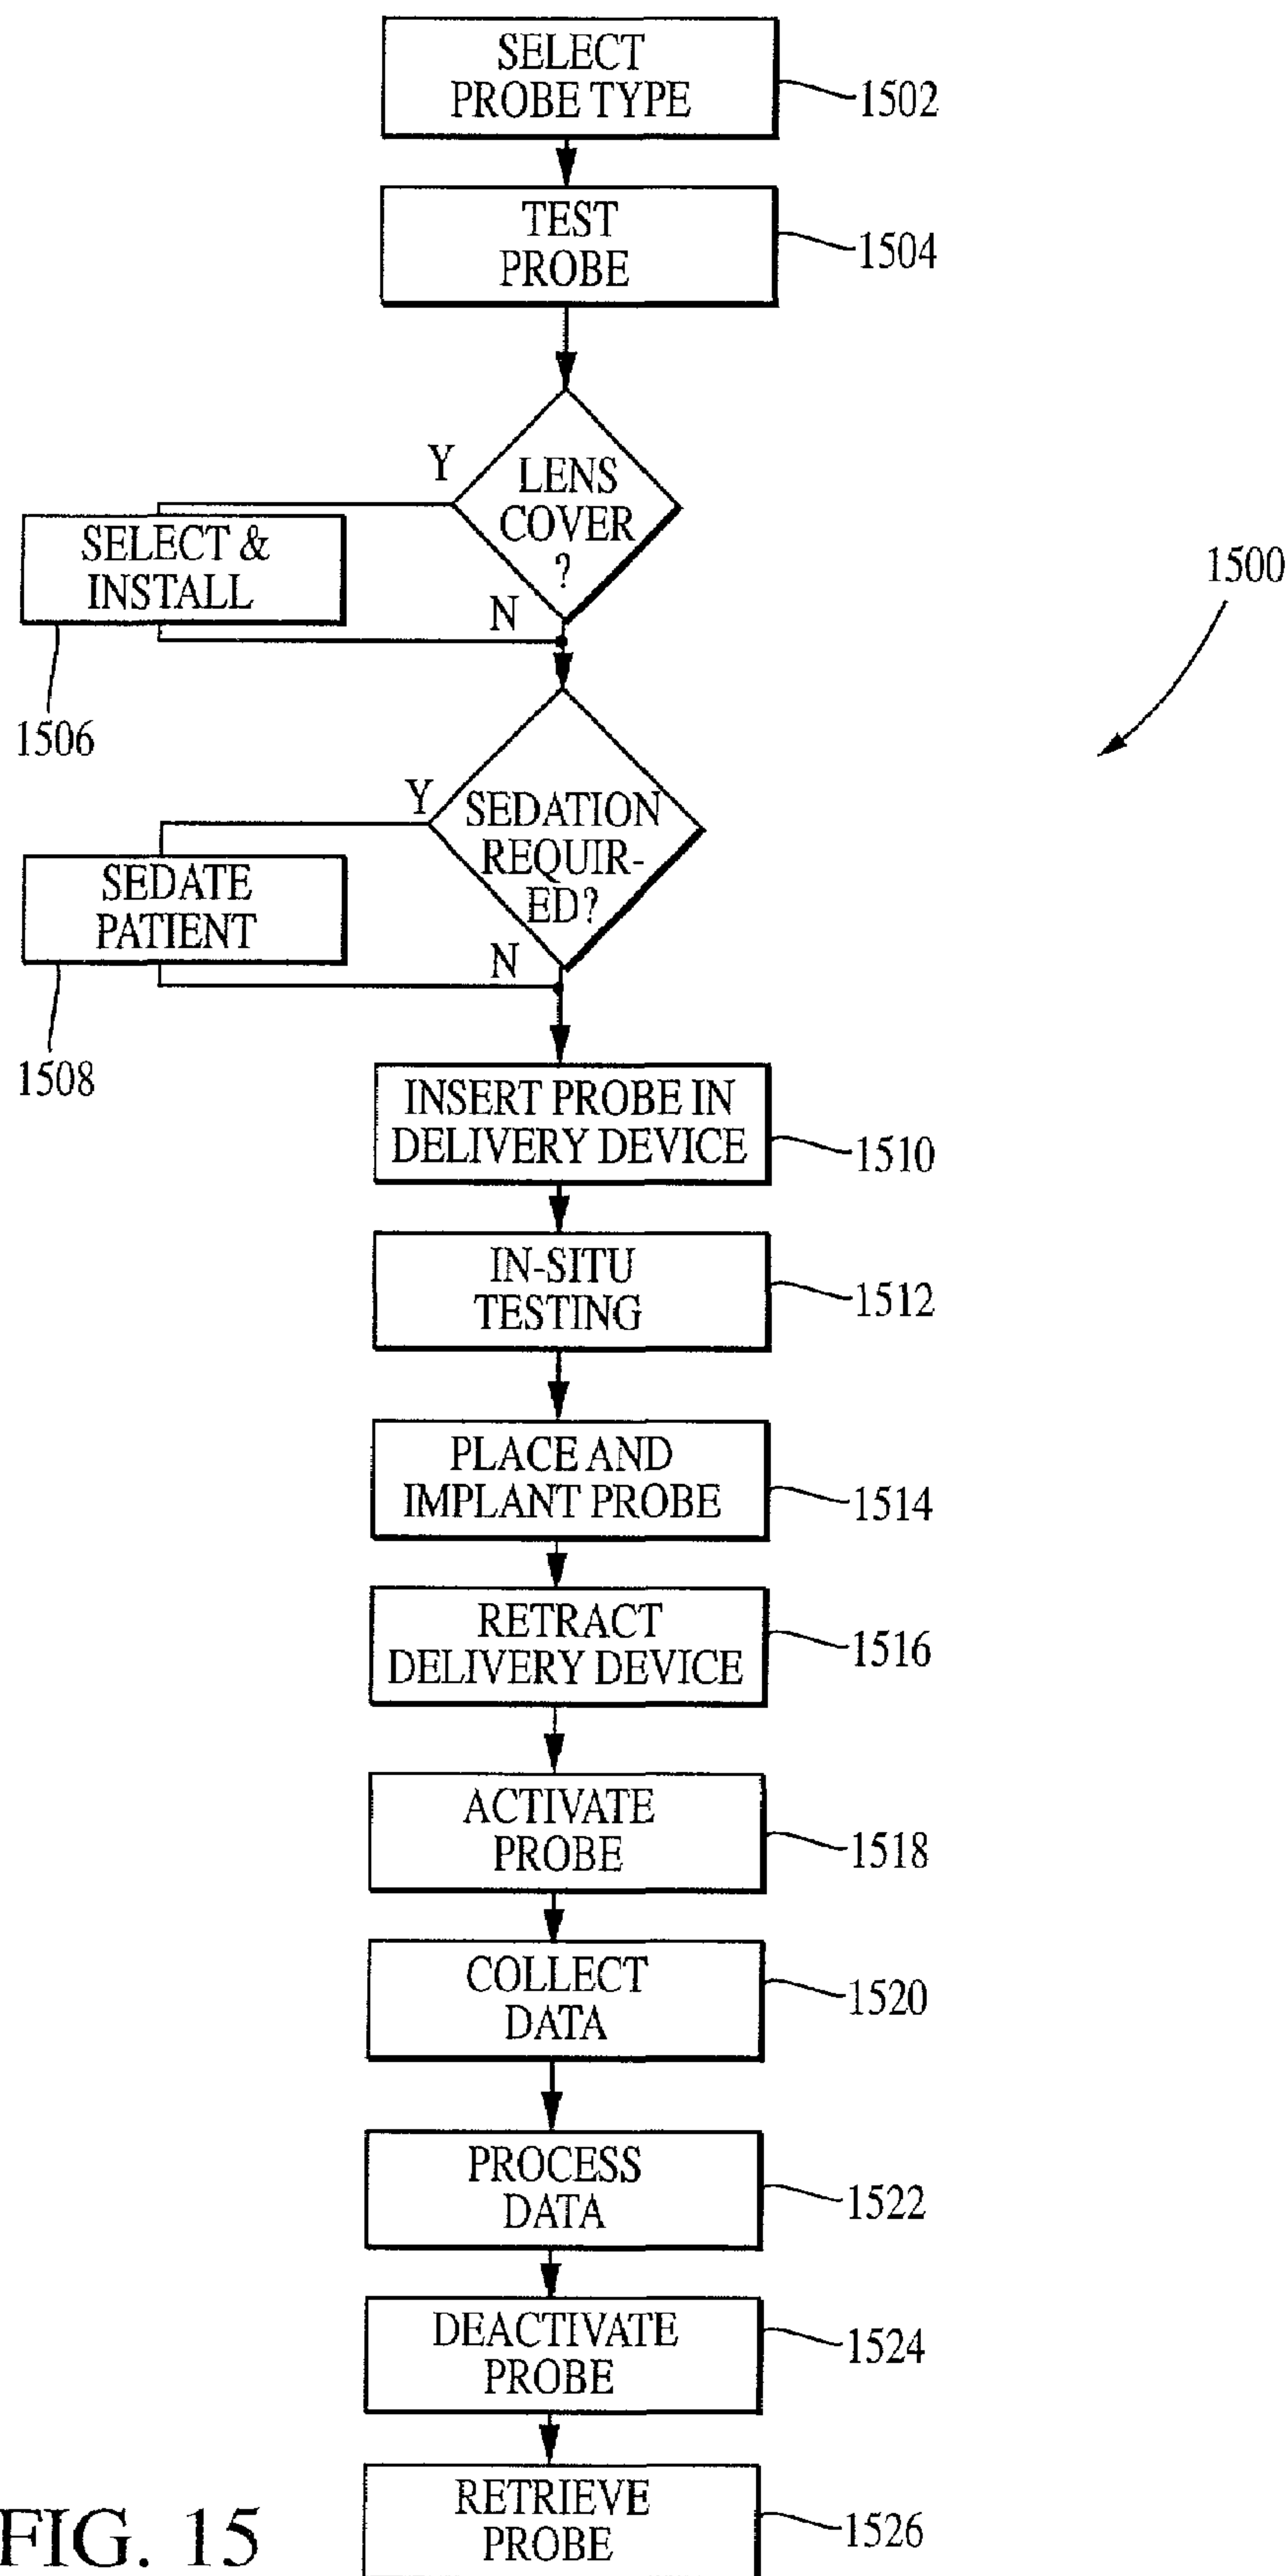 SELECT
PROBE TYPE
1502
TEST
PROBE
1504
Y
LENS
COVER
?
SELECT &
INSTALL
N
1500
1506
Y
SEDATION
REQUIR-
ED?
SEDATE
PATIENT
N
1508
INSERT PROBE IN
DELIVERY DEVICE
1510
IN-SITU
TESTING
1512
PLACE AND
IMPLANT PROBE
1514
RETRACT
DELIVERY DEVICE
1516
ACTIVATE
PROBE
1518
COLLECT
DATA
1520
PROCESS
DATA
1522
DEACTIVATE
PROBE
1524
RETRIEVE
PROBE
1526
FIG. 15